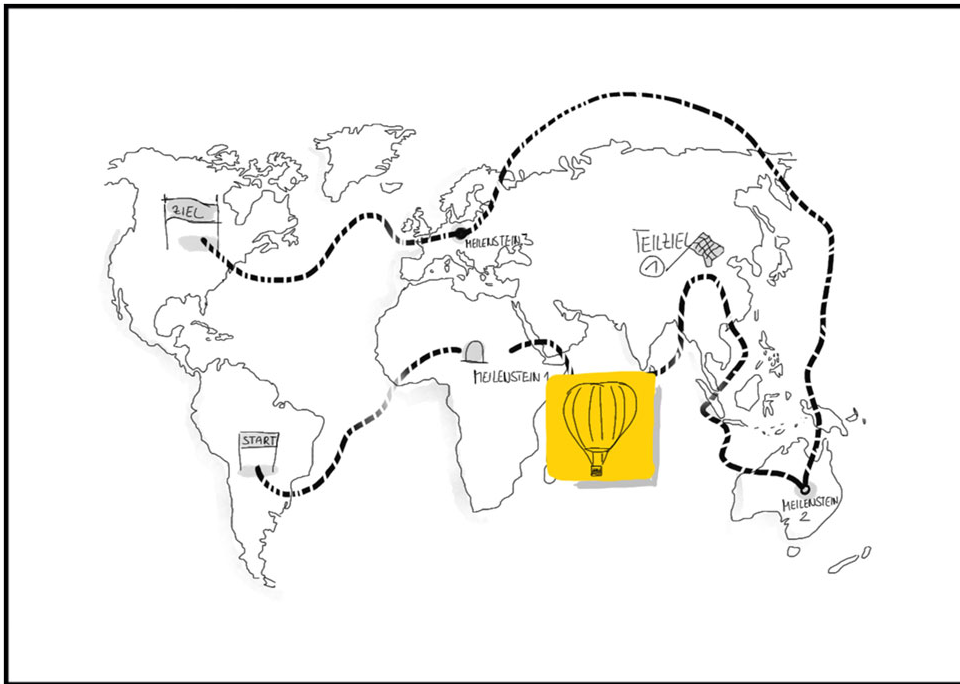 ZIEL
MEILENSTEIN 3
TEILZIEL
1
MEILENSTEIN 1
START
MEILENSTEIN
2